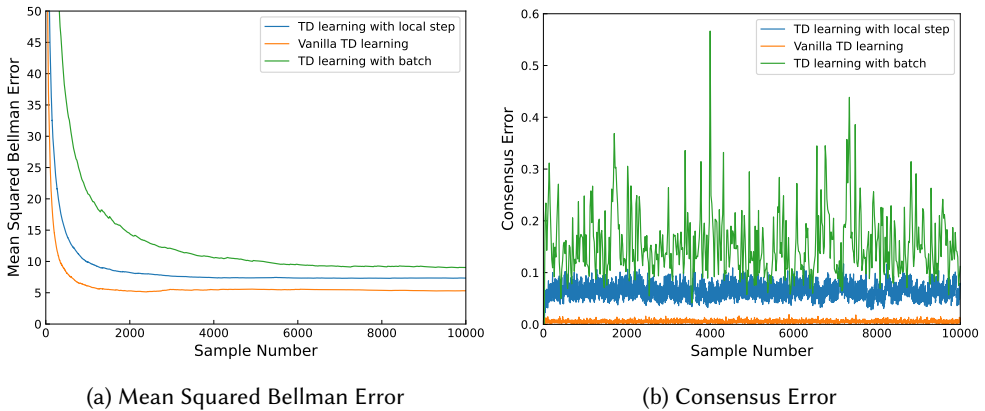 50
45
40
35
30
25
20
15
10
5
0
Mean Squared Bellman Error
TD learning with local step
Vanilla TD learning
TD learning with batch
0 2000 4000 6000 8000 10000
Sample Number
(a) Mean Squared Bellman Error
0.6
0.5
0.4
0.3
0.2
0.1
0.0
Consensus Error
TD learning with local step
Vanilla TD learning
TD learning with batch
0 2000 4000 6000 8000 10000
Sample Number
(b) Consensus Error